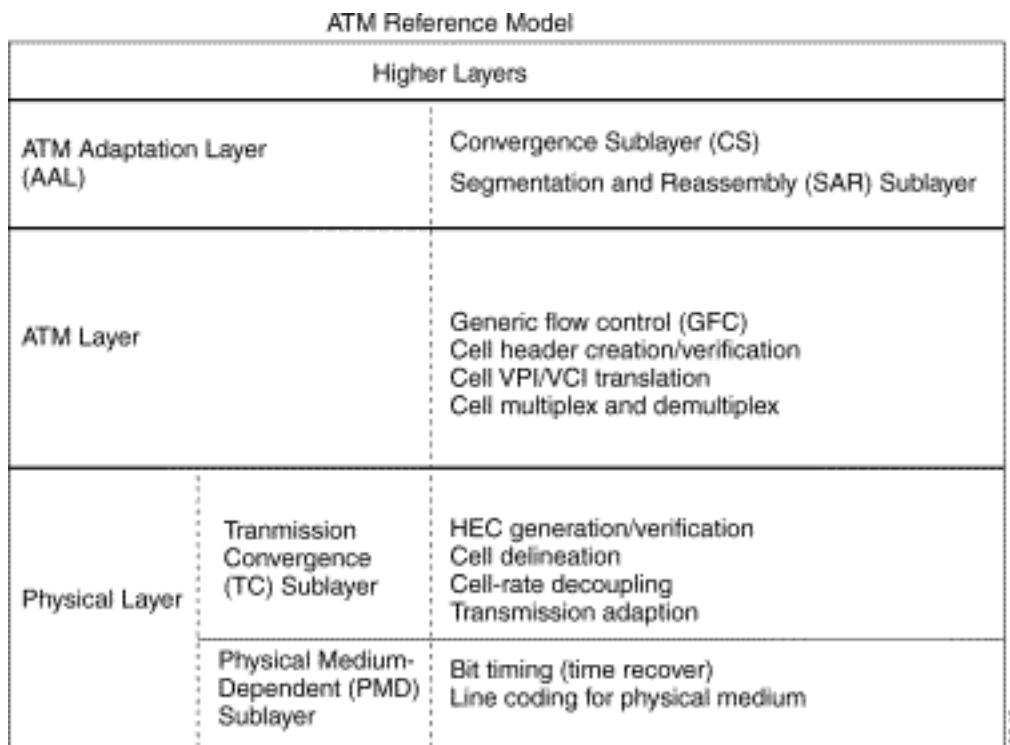 ATM Reference Model
Higher Layers
ATM Adaptation Layer
(AAL)
Convergence Sublayer (CS)
Segmentation and Reassembly (SAR) Sublayer
ATM Layer
Generic flow control (GFC)
Cell header creation/verification
Cell VPI/VCI translation
Cell multiplex and demultiplex
Physical Layer
Tranmission
Convergence
(TC) Sublayer
HEC generation/verification
Cell delineation
Cell-rate decoupling
Transmission adaption
Physical Medium-
Dependent (PMD)
Sublayer
Bit timing (time recover)
Line coding for physical medium